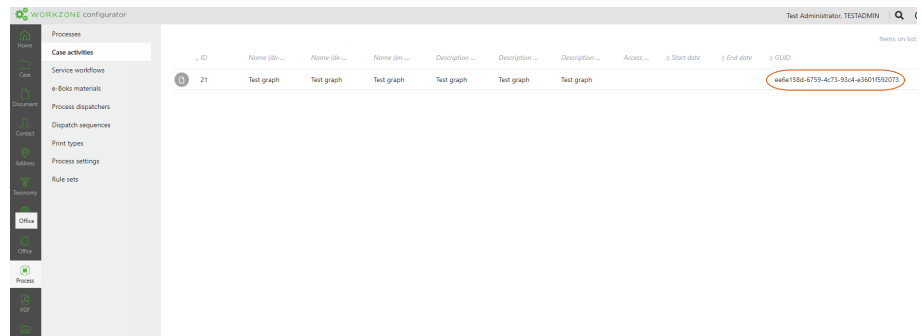 WORKZONE configurator
Test Administrator, TESTADMIN
Home
Case
Document
Contact
Address
Taxonomy
Office
Office
Process
PDF
Processes
Case activities
Service workflows
e-Boks materials
Process dispatchers
Dispatch sequences
Print types
Process settings
Rule sets
Items on list:
ID Name (da-... Name (de-... Name (en-... Description ... Description ... Description ... Access ... Start date End date GUID
21 Test graph Test graph Test graph Test graph Test graph Test graph ee6e158d-6759-4c73-93c4-e3601f592073